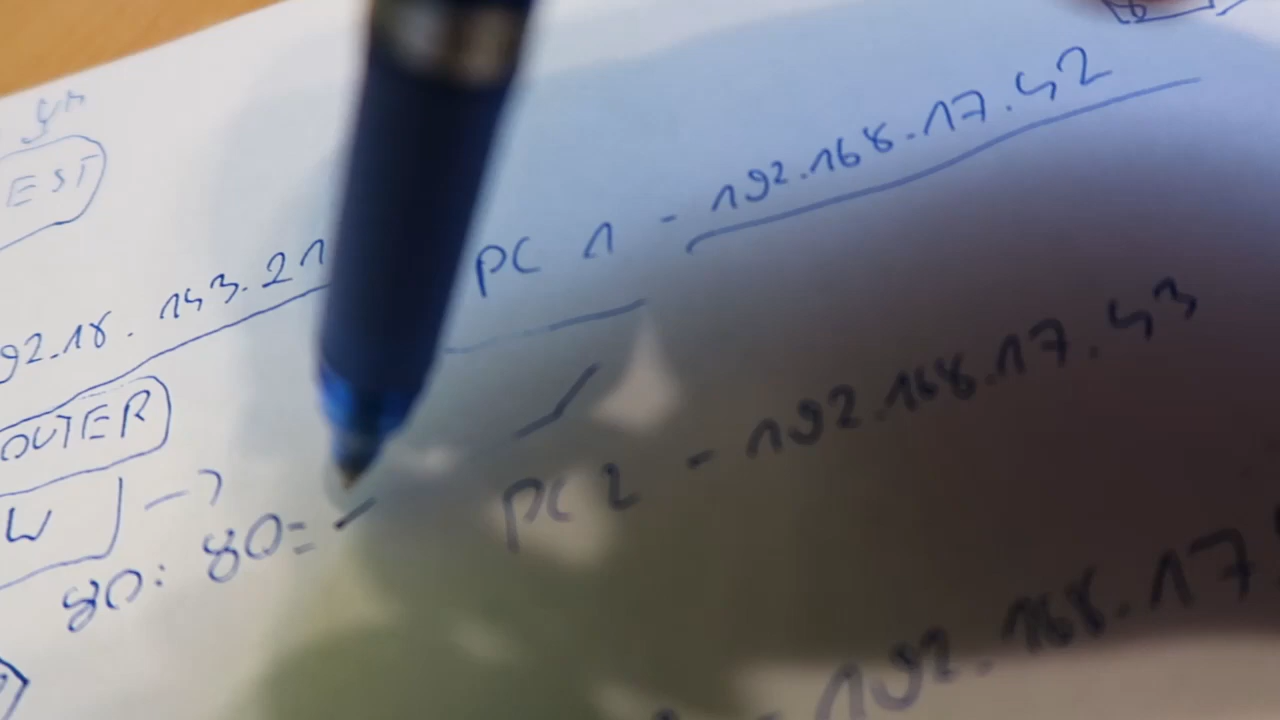 EST
92.18.143.21
PC 1 - 192.168.17.42
OUTER
PC 2 - 192.168.17.43
W
80:80=
192.168.17